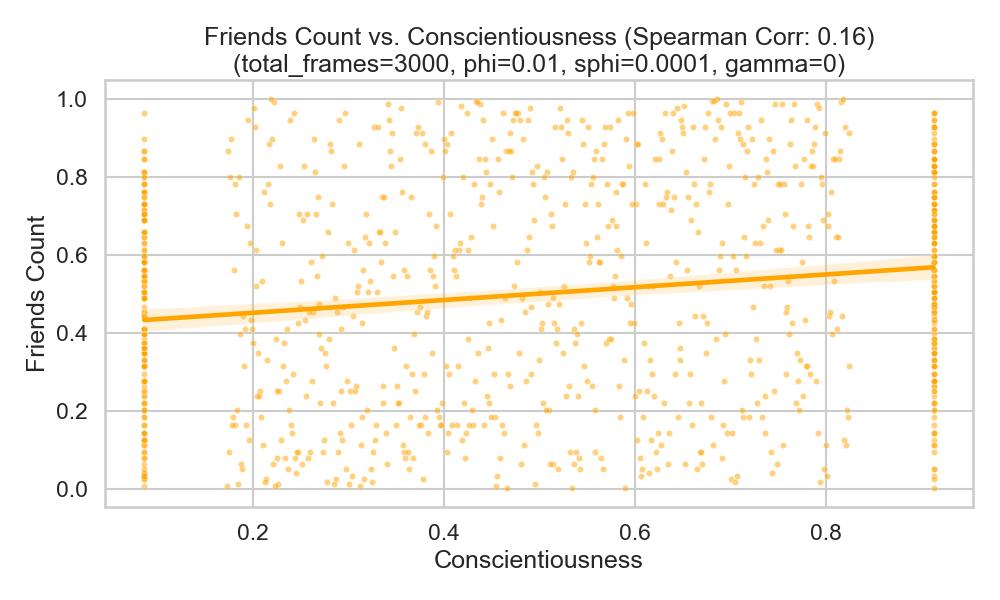 Friends Count vs. Conscientiousness (Spearman Corr: 0.16)
(total_frames=3000, phi=0.01, sphi=0.0001, gamma=0)
1.0
0.8
0.6
0.4
0.2
0.0
Friends Count
0.2 0.4 0.6 0.8
Conscientiousness